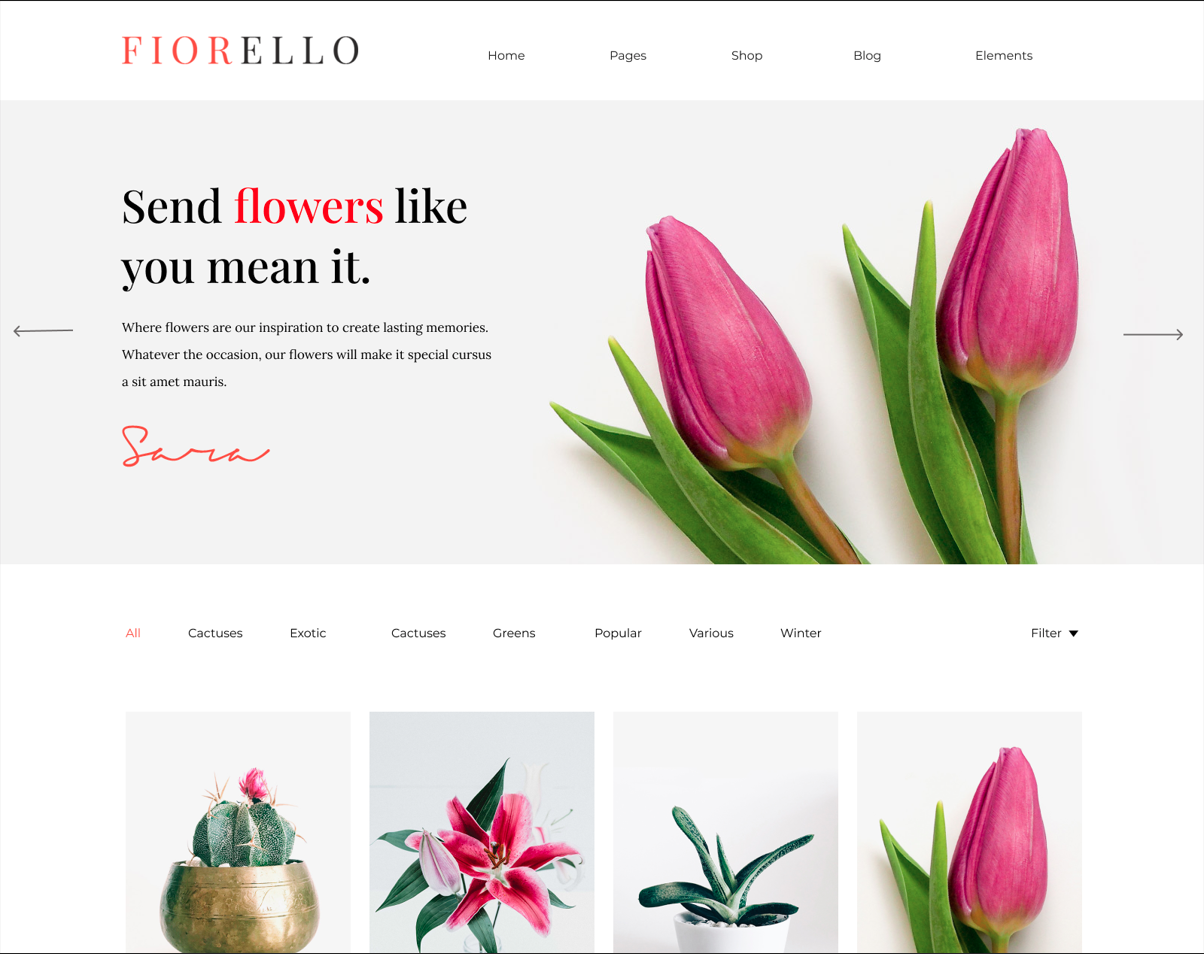 FIORELLO
Home Pages Shop Blog Elements
Send flowers like
you mean it.
Where flowers are our inspiration to create lasting memories.
Whatever the occasion, our flowers will make it special cursus
a sit amet mauris.
Sara
All Cactuses Exotic Cactuses Greens Popular Various Winter Filter